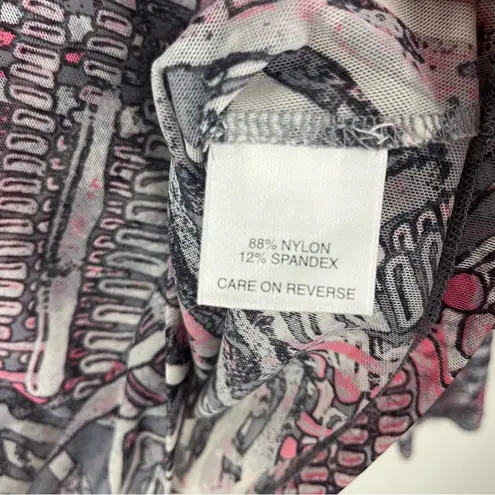 88% NYLON
12% SPANDEX
CARE ON REVERSE